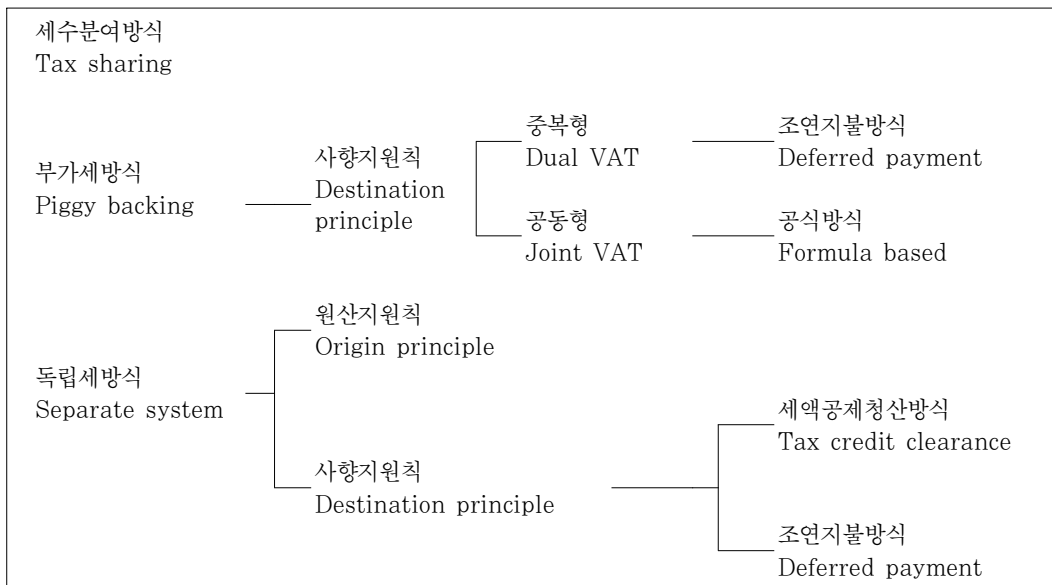 세수분여방식
Tax sharing
중복형
Dual VAT
조연지불방식
Deferred payment
부가세방식
Piggy backing
사향지원칙
Destination
principle
공동형
Joint VAT
공식방식
Formula based
원산지원칙
Origin principle
독립세방식
Separate system
세액공제청산방식
Tax credit clearance
사향지원칙
Destination principle
조연지불방식
Deferred payment